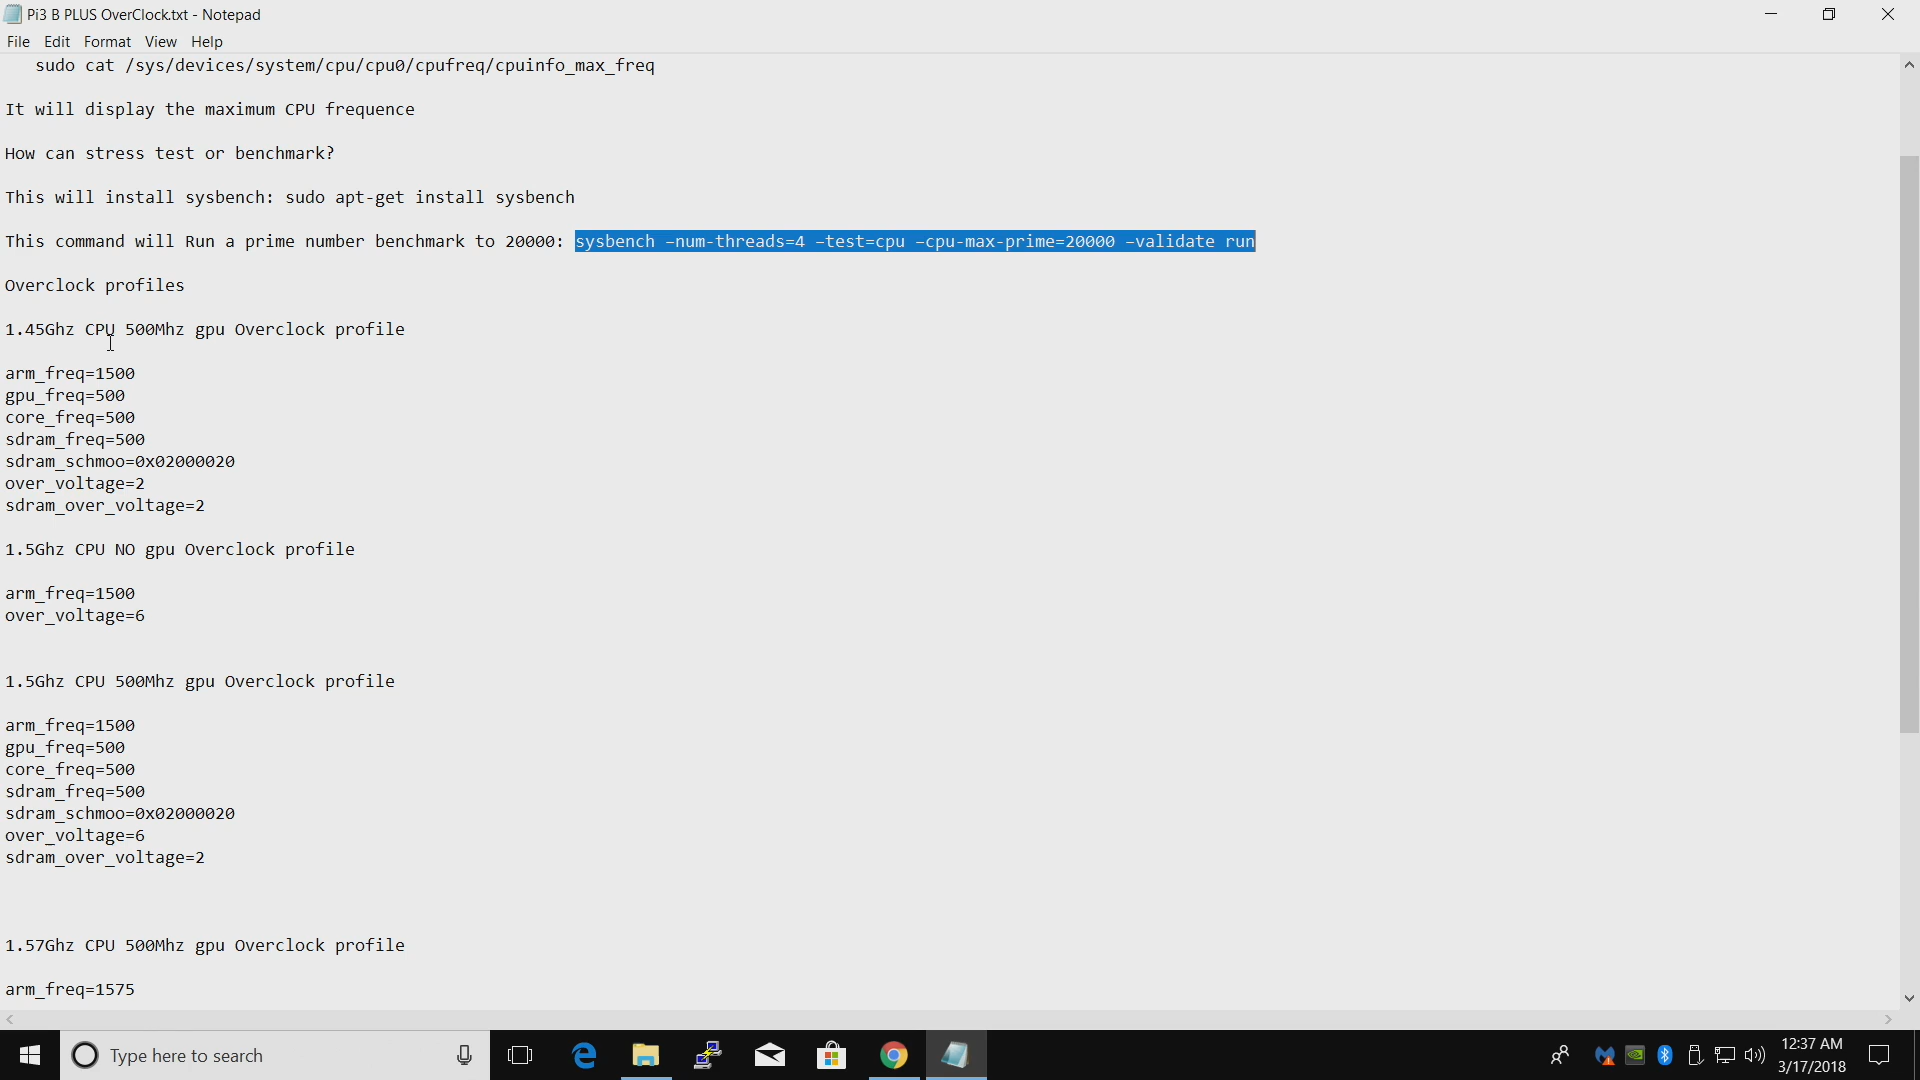 Pi3 B PLUS OverClock.txt - Notepad
File Edit Format View Help
sudo cat /sys/devices/system/cpu/cpu0/cpufreq/cpuinfo_max_freq
It will display the maximum CPU frequence
How can stress test or benchmark?
This will install sysbench: sudo apt-get install sysbench
This command will Run a prime number benchmark to 20000: sysbench –num-threads=4 –test=cpu –cpu-max-prime=20000 –validate run
Overclock profiles
1.45Ghz CPU 500Mhz gpu Overclock profile
arm_freq=1500
gpu_freq=500
core_freq=500
sdram_freq=500
sdram_schmoo=0x02000020
over_voltage=2
sdram_over_voltage=2
1.5Ghz CPU NO gpu Overclock profile
arm_freq=1500
over_voltage=6
1.5Ghz CPU 500Mhz gpu Overclock profile
arm_freq=1500
gpu_freq=500
core_freq=500
sdram_freq=500
sdram_schmoo=0x02000020
over_voltage=6
sdram_over_voltage=2
1.57Ghz CPU 500Mhz gpu Overclock profile
arm_freq=1575
Type here to search
12:37 AM
3/17/2018